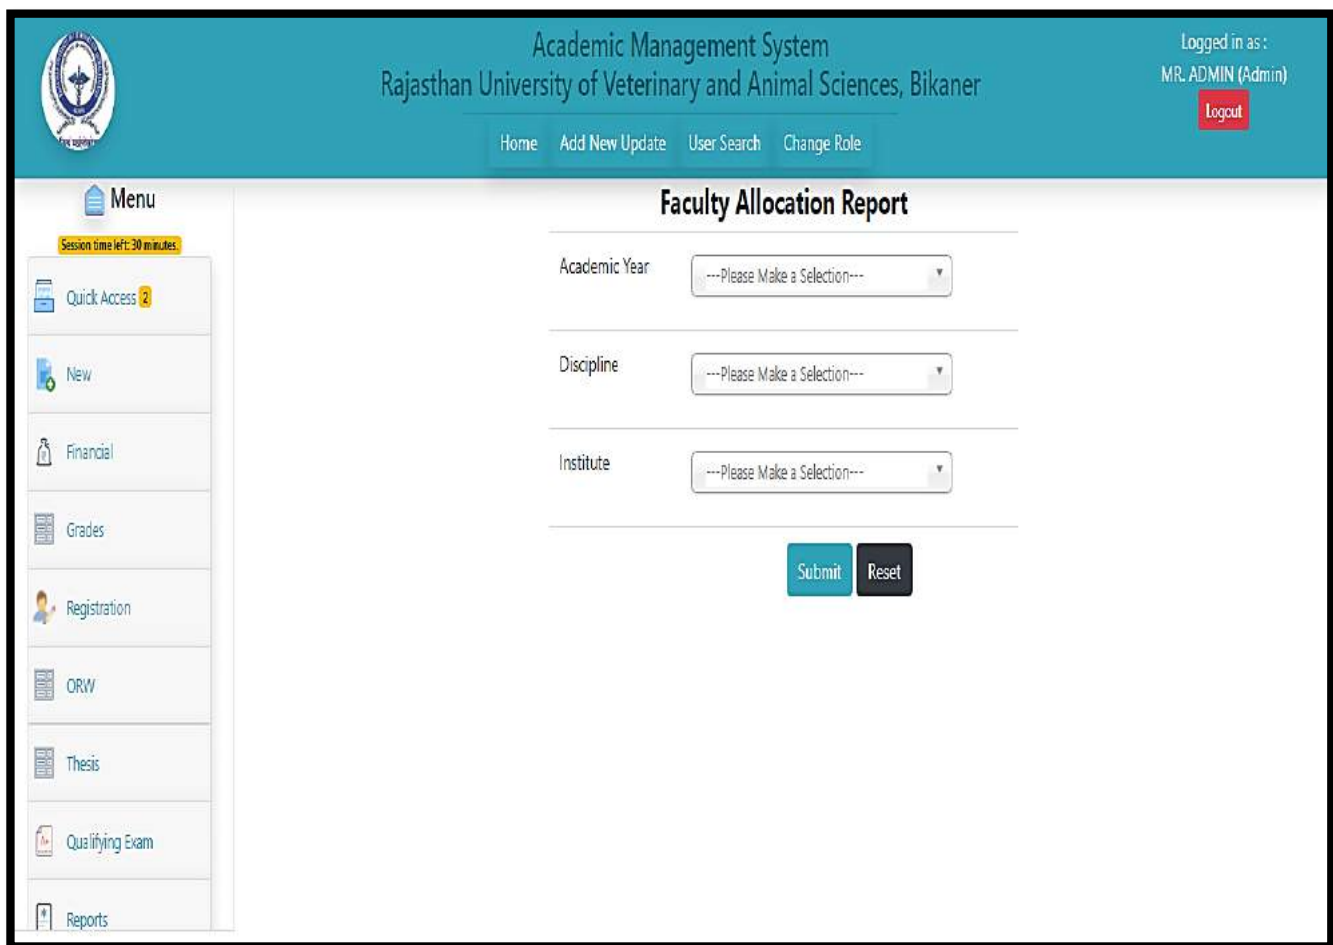 Academic Management System
Rajasthan University of Veterinary and Animal Sciences, Bikaner
Logged in as :
MR. ADMIN (Admin)
Logout
Home Add New Update User Search Change Role
Menu
Session time left: 30 minutes.
Quick Access 2
New
Financial
Grades
Registration
ORW
Thesis
Qualifying Exam
Reports
Faculty Allocation Report
Academic Year ---Please Make a Selection---
Discipline ---Please Make a Selection---
Institute ---Please Make a Selection---
Submit Reset